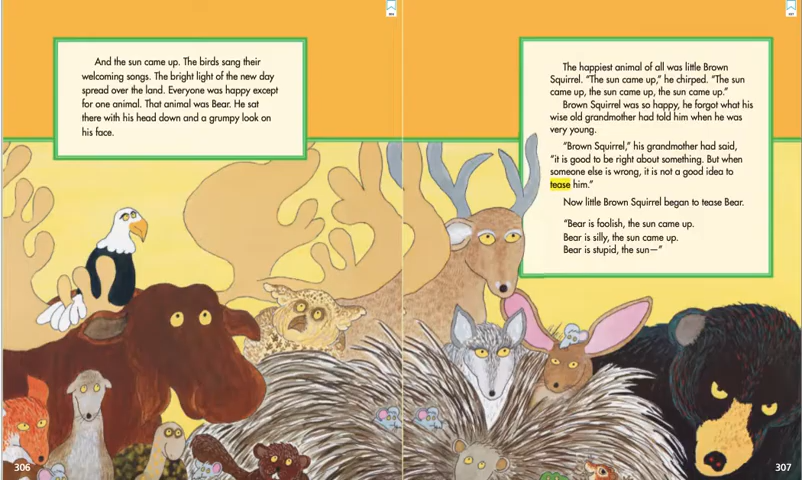 And the sun came up. The birds sang their
welcoming songs. The bright light of the new day
spread over the land. Everyone was happy except
for one animal. That animal was Bear. He sat
there with his head down and a grumpy look on
his face.
306
The happiest animal of all was little Brown
Squirrel. “The sun came up,” he chirped. “The sun
came up, the sun came up, the sun came up.”
Brown Squirrel was so happy, he forgot what his
wise old grandmother had told him when he was
very young.
“Brown Squirrel,” his grandmother had said,
“it is good to be right about something. But when
someone else is wrong, it is not a good idea to
tease him.”
Now little Brown Squirrel began to tease Bear.
“Bear is foolish, the sun came up.
Bear is silly, the sun came up.
Bear is stupid, the sun—”
307